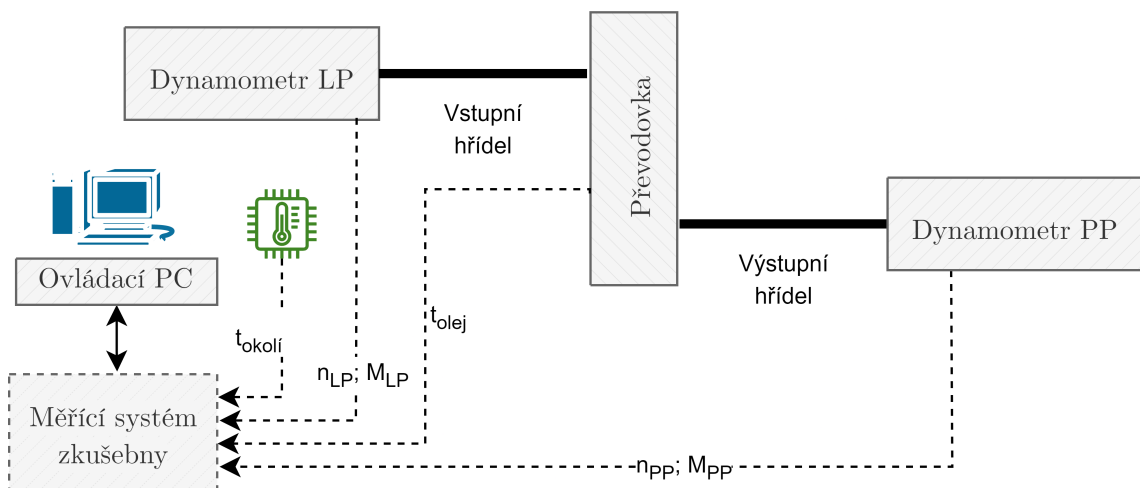 Dynamometr LP
Vstupní
hřídel
Převodovka
Dynamometr PP
Výstupní
hřídel
Ovládací PC
t_okolí
t_olej
n_LP; M_LP
Měřící systém
zkušebny
n_PP; M_PP